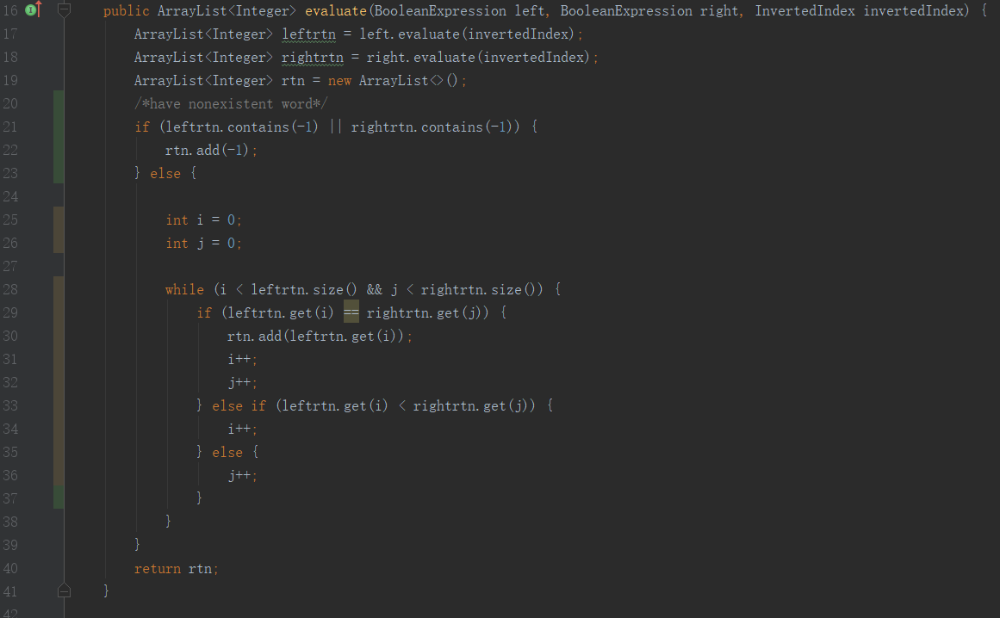 16 public ArrayList<Integer> evaluate(BooleanExpression left, BooleanExpression right, InvertedIndex invertedIndex) {
17 ArrayList<Integer> leftrtn = left.evaluate(invertedIndex);
18 ArrayList<Integer> rightrtn = right.evaluate(invertedIndex);
19 ArrayList<Integer> rtn = new ArrayList<>();
20 /*have nonexistent word*/
21 if (leftrtn.contains(-1) || rightrtn.contains(-1)) {
22 rtn.add(-1);
23 } else {
24
25 int i = 0;
26 int j = 0;
27
28 while (i < leftrtn.size() && j < rightrtn.size()) {
29 if (leftrtn.get(i) == rightrtn.get(j)) {
30 rtn.add(leftrtn.get(i));
31 i++;
32 j++;
33 } else if (leftrtn.get(i) < rightrtn.get(j)) {
34 i++;
35 } else {
36 j++;
37 }
38 }
39 }
40 return rtn;
41 }
42